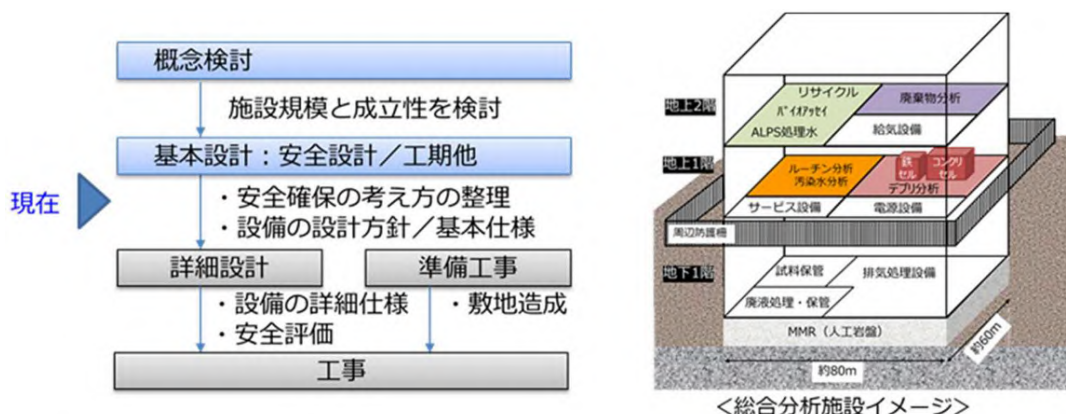 概念検討
施設規模と成立性を検討
現在
基本設計：安全設計／工期他
・安全確保の考え方の整理
・設備の設計方針／基本仕様
詳細設計
準備工事
・設備の詳細仕様
・安全評価
・敷地造成
工事
地上2階
リサイクル
バイオアッセイ
ALPS処理水
廃棄物分析
給気設備
地上1階
ルーチン分析
汚染水分析
鉄
セル
コンクリ
セル
デブリ分析
サービス設備
電源設備
周辺防護柵
地下1階
試料保管
排気処理設備
廃液処理・保管
MMR（人工岩盤）
約80m
約60m
＜総合分析施設イメージ＞